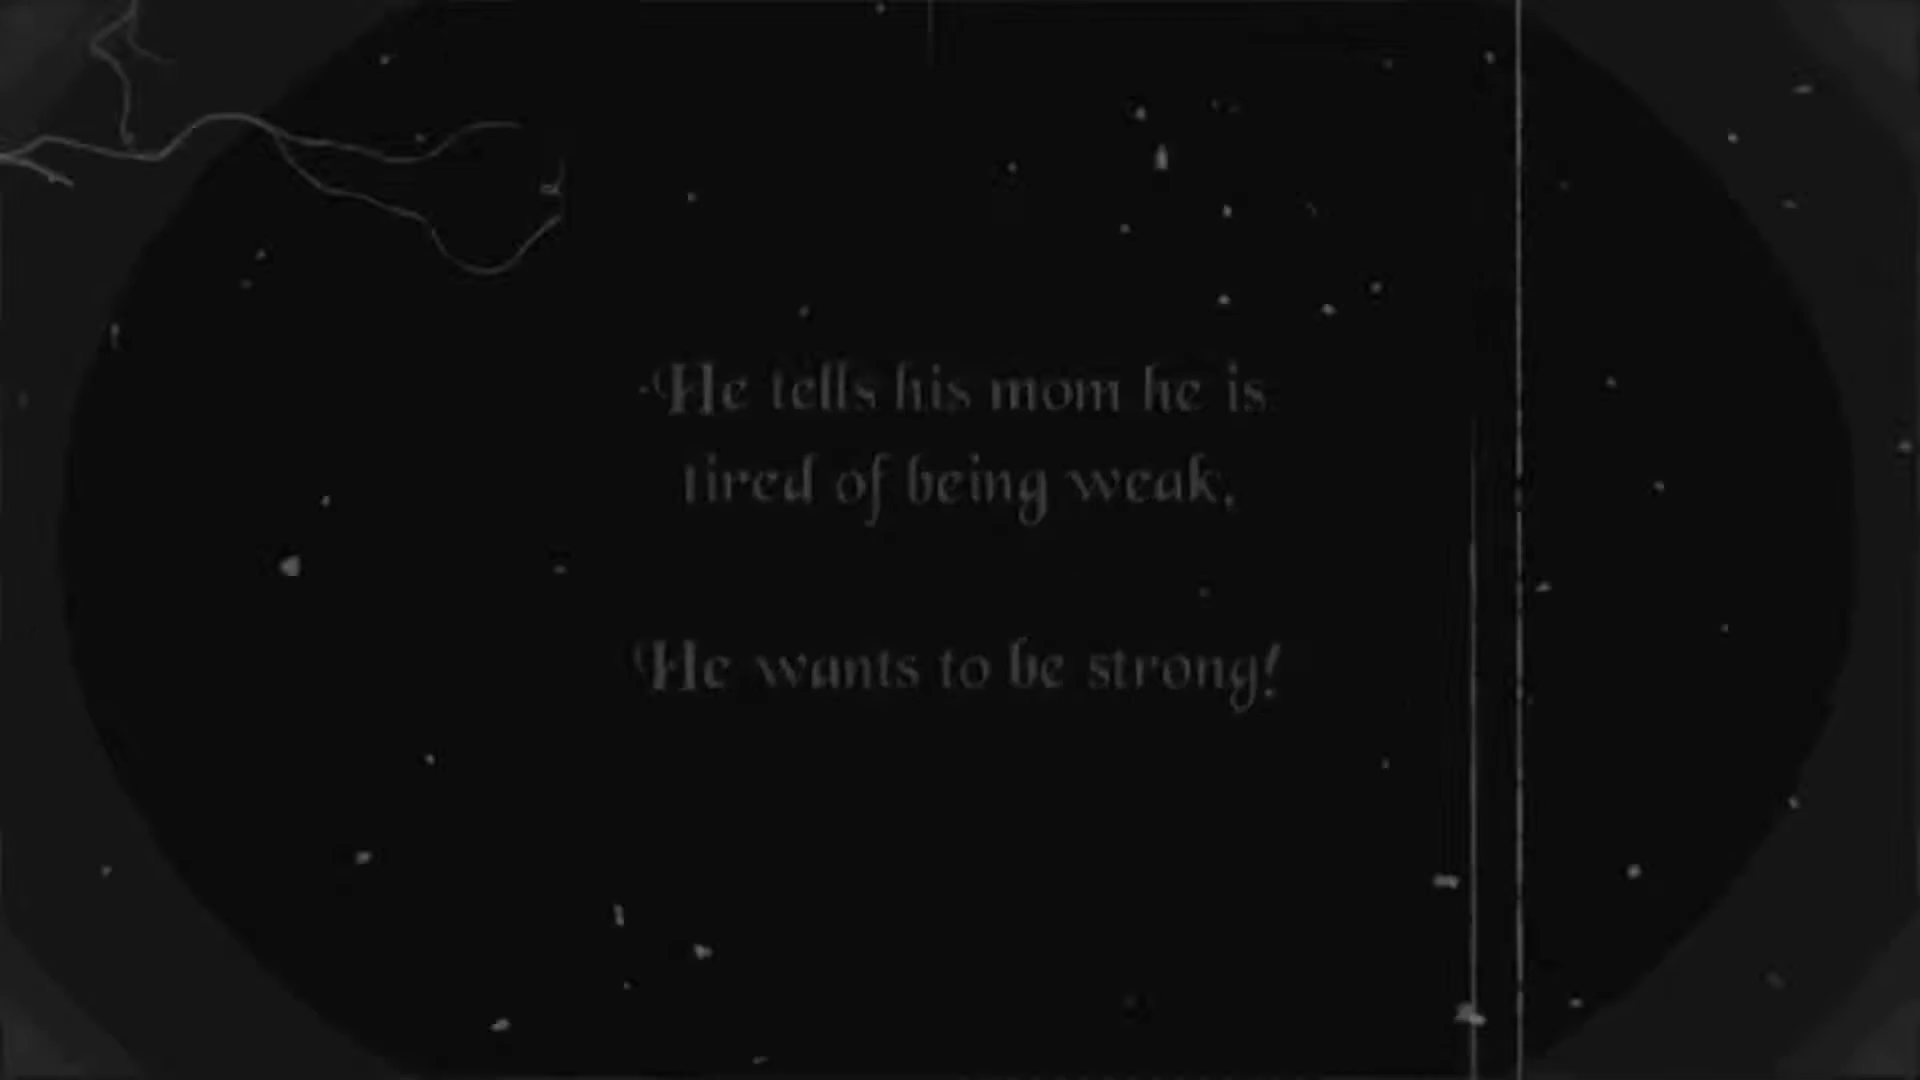 He tells his mom he is
tired of being weak,
He wants to be strong!